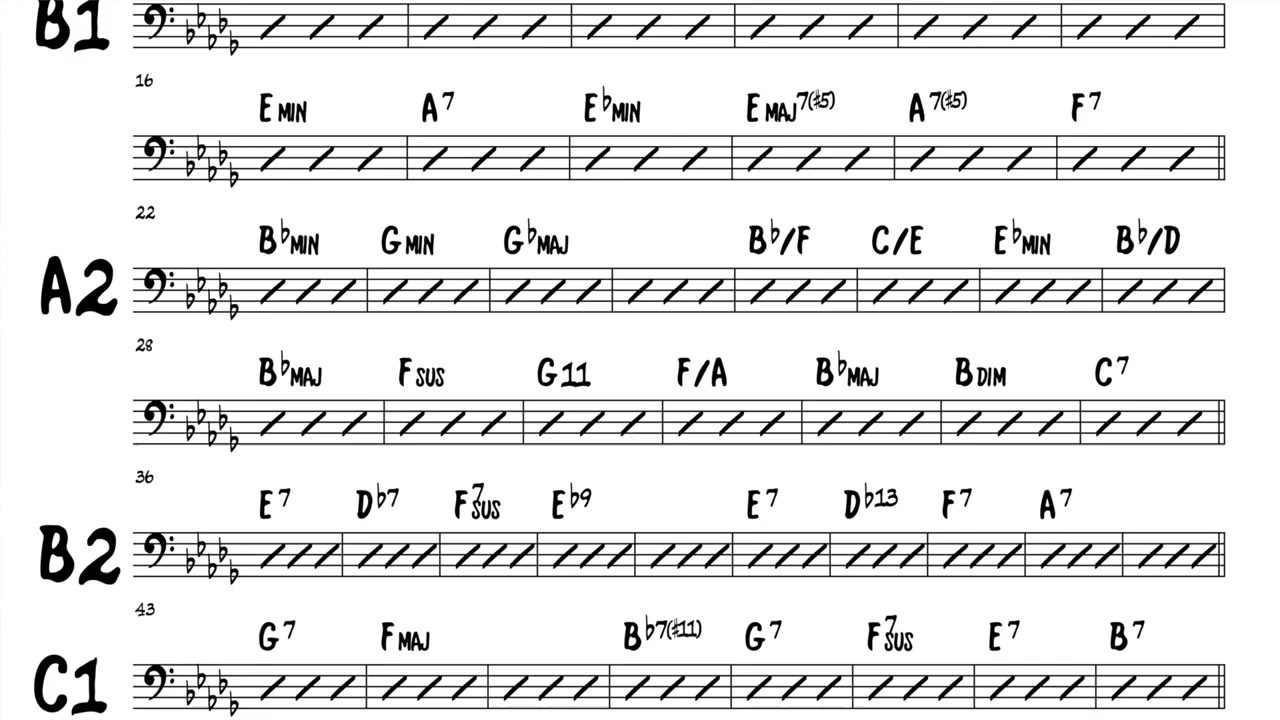 B1
16
EMIN A7 E♭MIN EMAJ7(♯5) A7(♯5) F7
22
A2 B♭MIN GMIN G♭MAJ B♭/F C/E E♭MIN B♭/D
28
B♭MAJ FSUS G11 F/A B♭MAJ BDIM C7
36
B2 E7 D♭7 F7SUS E♭9 E7 D♭13 F7 A7
43
C1 G7 FMAJ B♭7(♯11) G7 F7SUS E7 B7